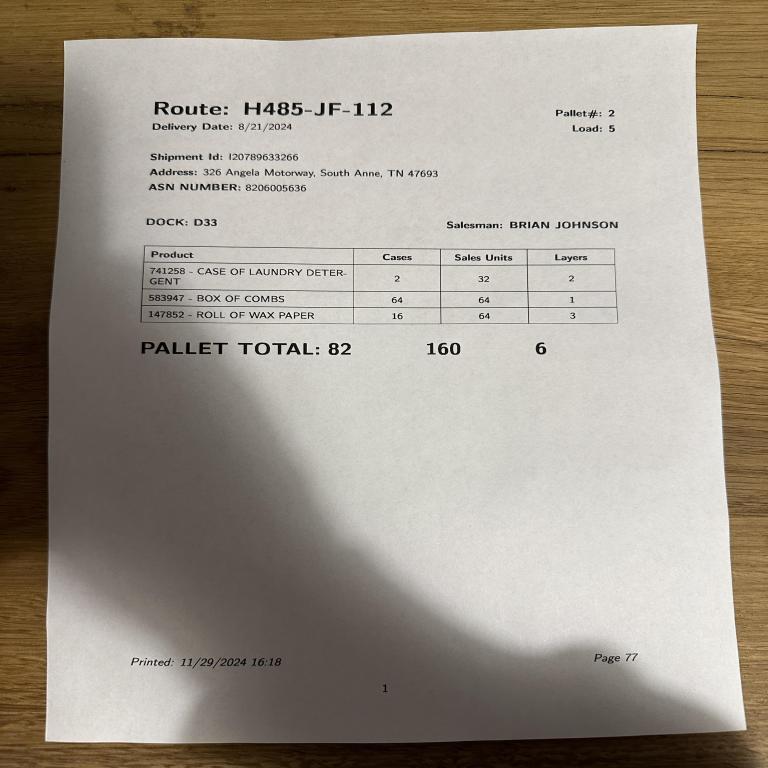 Route: H485-JF-112
Pallet#: 2
Delivery Date: 8/21/2024
Load: 5
Shipment Id: I20789633266
Address: 326 Angela Motorway, South Anne, TN 47693
ASN NUMBER: 8206005636
DOCK: D33
Salesman: BRIAN JOHNSON
Product Cases Sales Units Layers
741258 - CASE OF LAUNDRY DETER-
GENT 2 32 2
583947 - BOX OF COMBS 64 64 1
147852 - ROLL OF WAX PAPER 16 64 3
PALLET TOTAL: 82 160 6
Printed: 11/29/2024 16:18
Page 77
1